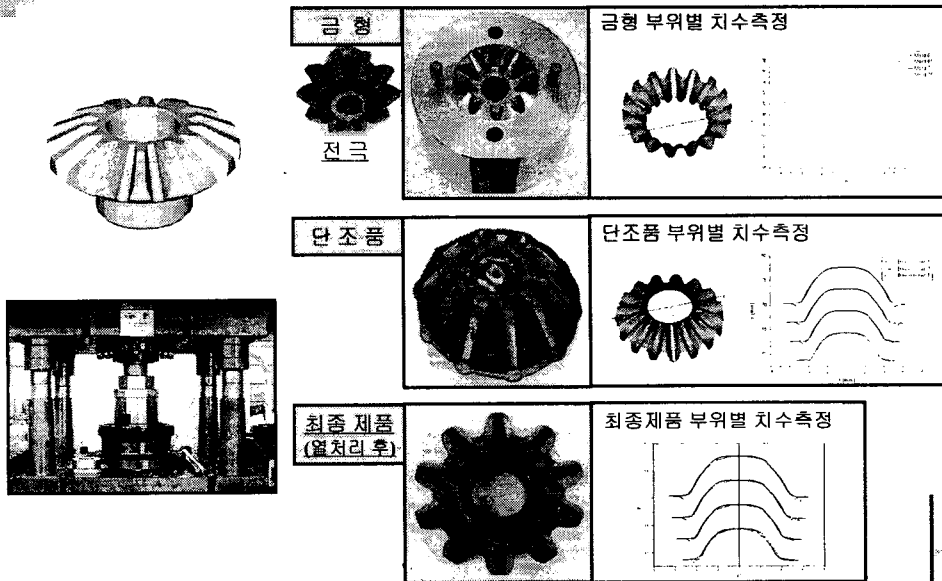 금 형
전 극
금형 부위별 치수측정
단 조 품
단조품 부위별 치수측정
최종 제품
(열처리 후)
최종제품 부위별 치수측정